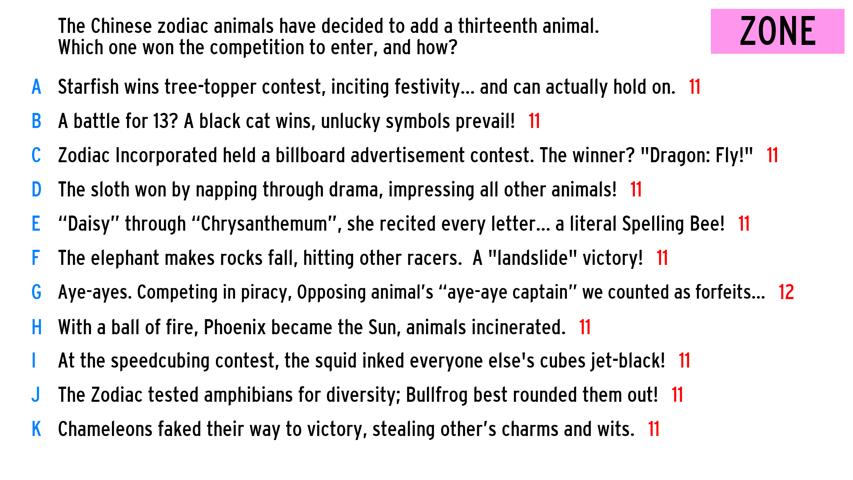 The Chinese zodiac animals have decided to add a thirteenth animal.
Which one won the competition to enter, and how?
ZONE
A Starfish wins tree-topper contest, inciting festivity... and can actually hold on. 11
B A battle for 13? A black cat wins, unlucky symbols prevail! 11
C Zodiac Incorporated held a billboard advertisement contest. The winner? "Dragon: Fly!" 11
D The sloth won by napping through drama, impressing all other animals! 11
E “Daisy” through “Chrysanthemum”, she recited every letter... a literal Spelling Bee! 11
F The elephant makes rocks fall, hitting other racers. A "landslide" victory! 11
G Aye-ayes. Competing in piracy, Opposing animal’s “aye-aye captain” we counted as forfeits... 12
H With a ball of fire, Phoenix became the Sun, animals incinerated. 11
I At the speedcubing contest, the squid inked everyone else's cubes jet-black! 11
J The Zodiac tested amphibians for diversity; Bullfrog best rounded them out! 11
K Chameleons faked their way to victory, stealing other’s charms and wits. 11